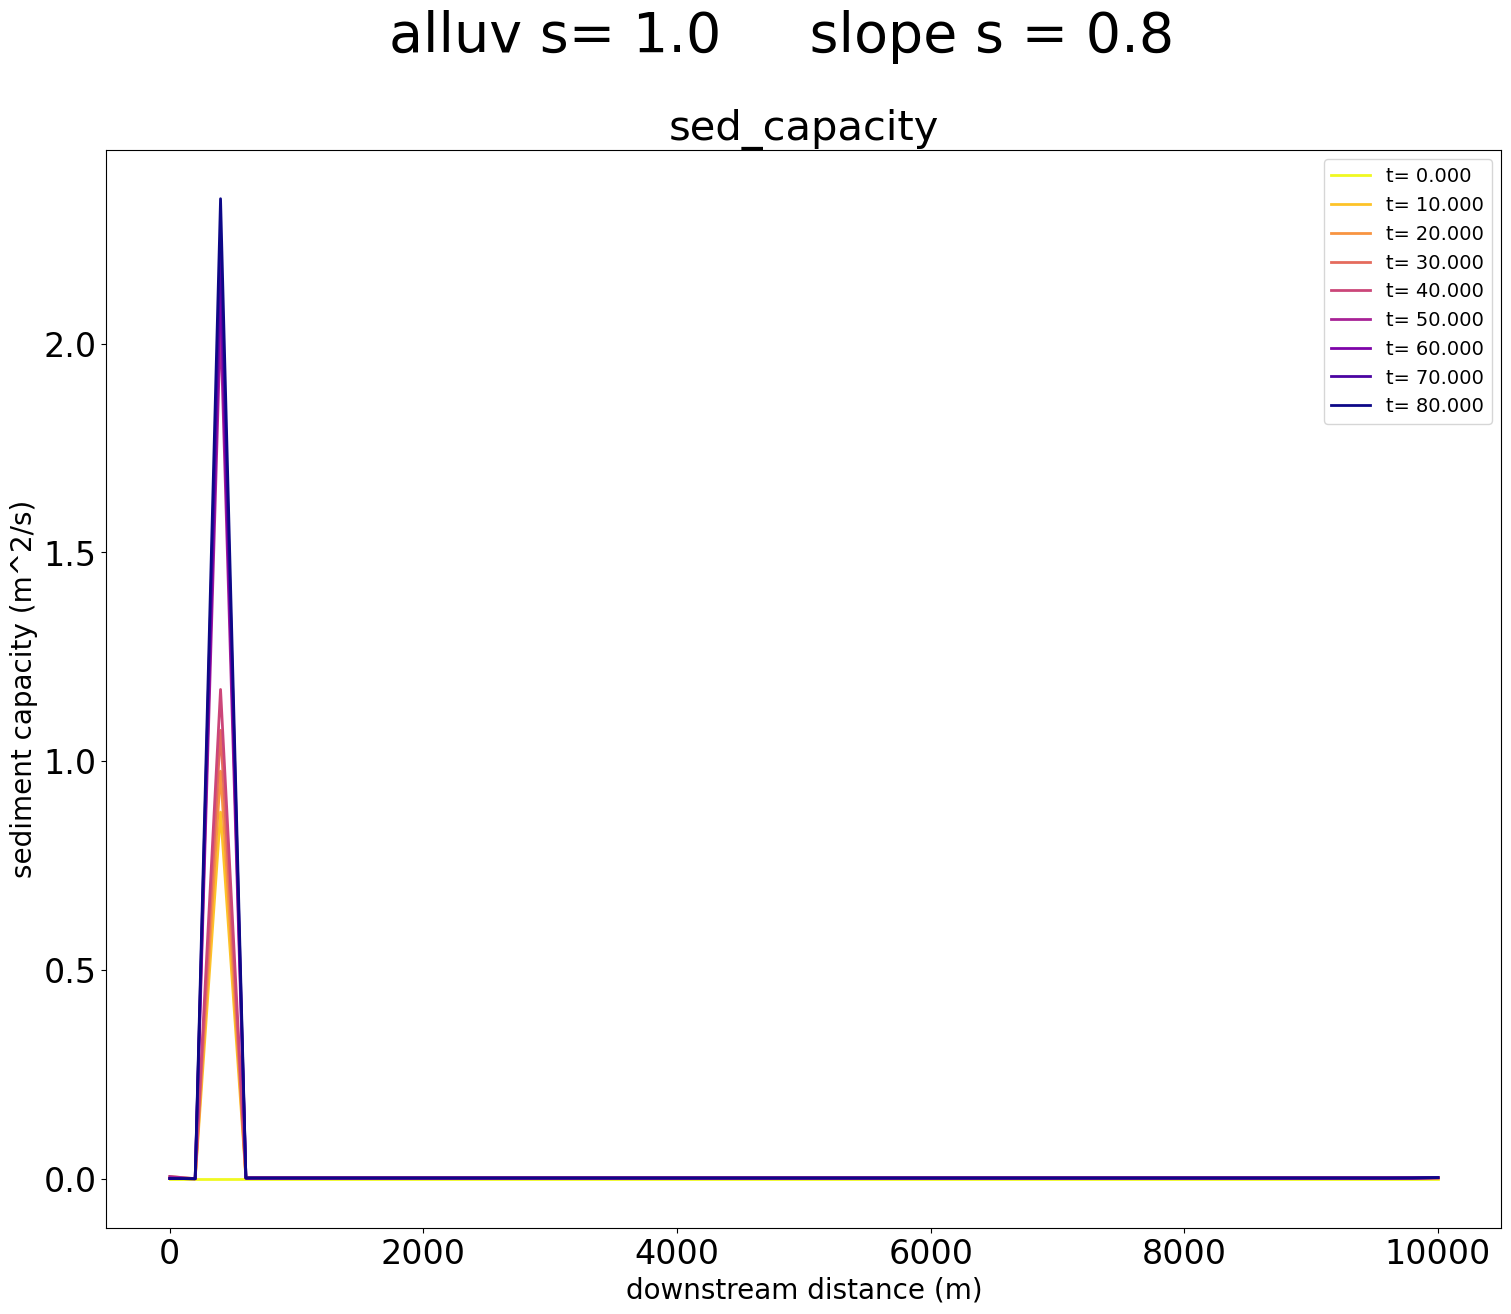 alluv s= 1.0 slope s = 0.8
sed_capacity
sediment capacity (m^2/s)
2.0
1.5
1.0
0.5
0.0
t= 0.000
t= 10.000
t= 20.000
t= 30.000
t= 40.000
t= 50.000
t= 60.000
t= 70.000
t= 80.000
0 2000 4000 6000 8000 10000
downstream distance (m)